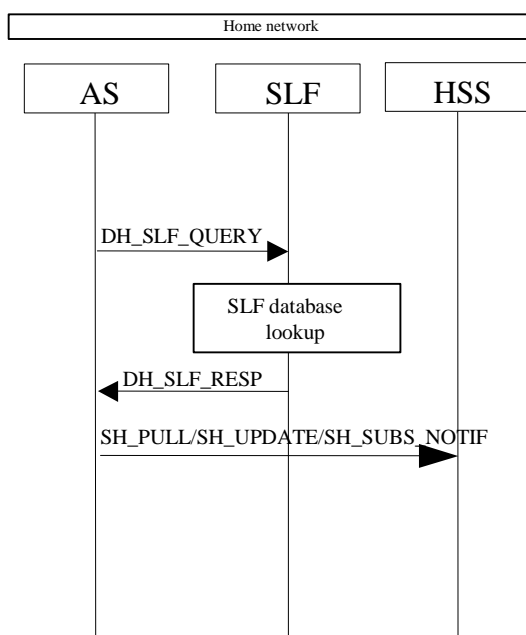 Home network
AS
SLF
HSS
DH_SLF_QUERY
SLF database
lookup
DH_SLF_RESP
SH_PULL/SH_UPDATE/SH_SUBS_NOTIF